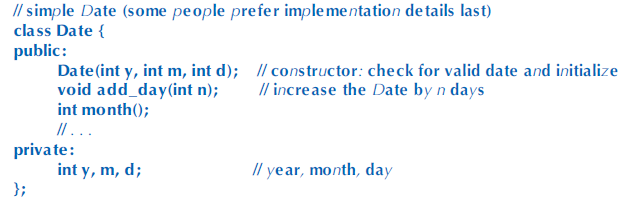 // simple Date (some people prefer implementation details last)
class Date {
public:
Date(int y, int m, int d); // constructor: check for valid date and initialize
void add_day(int n); // increase the Date by n days
int month();
// . . .
private:
int y, m, d; // year, month, day
};